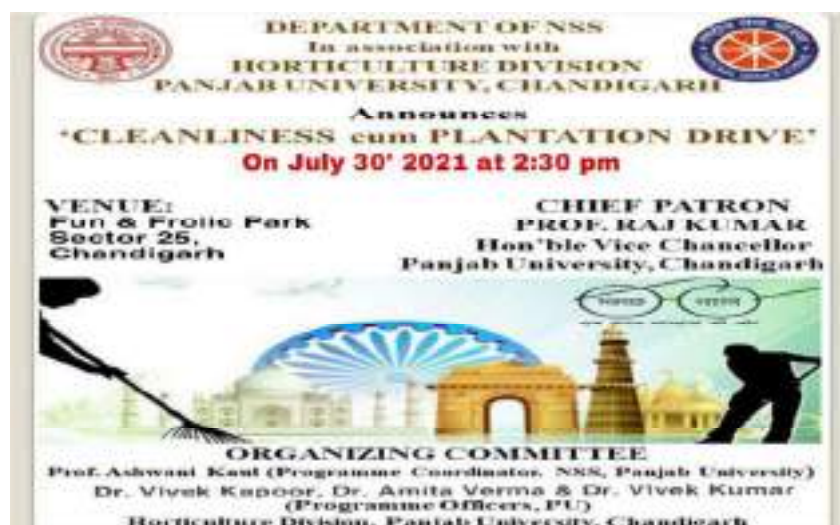 DEPARTMENT OF NSS
In association with
HORTICULTURE DIVISION
PANJAB UNIVERSITY, CHANDIGARH
Announces
'CLEANLINESS cum PLANTATION DRIVE'
On July 30' 2021 at 2:30 pm
VENUE:
Fun & Frolic Park
Sector 25,
Chandigarh
CHIEF PATRON
PROF. RAJ KUMAR
Hon'ble Vice Chancellor
Panjab University, Chandigarh
स्वच्छ भारत
ORGANIZING COMMITTEE
Prof. Ashwani Kaul (Programme Coordinator, NSS, Panjab University)
Dr. Vivek Kapoor, Dr. Amita Verma & Dr. Vivek Kumar
(Programme Officers, PU)
Horticulture Division, Panjab University, Chandigarh